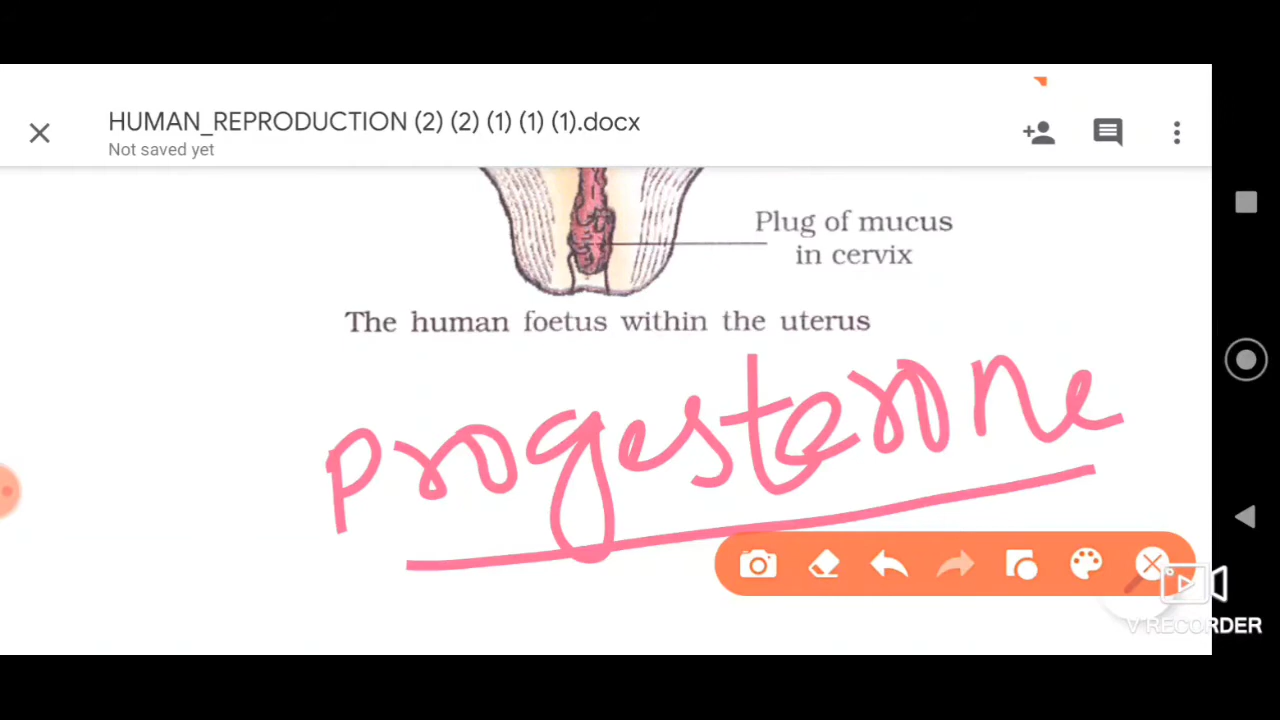 HUMAN_REPRODUCTION (2) (2) (1) (1) (1).docx
Not saved yet
Plug of mucus
in cervix
The human foetus within the uterus
progesterone
V RECORDER